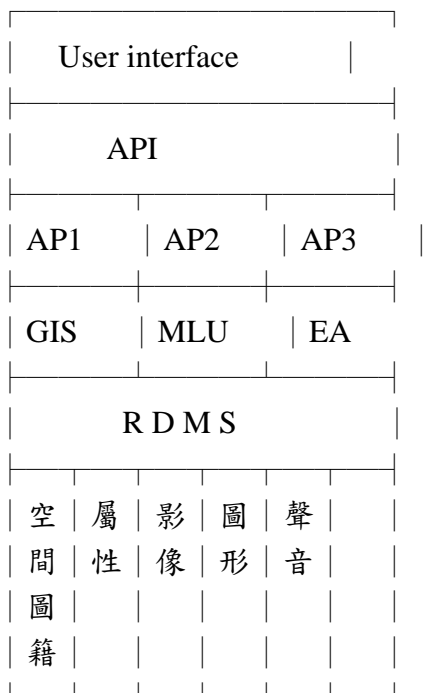 User interface
API
AP1 AP2 AP3
GIS MLU EA
R D M S
空 屬 影 圖 聲
間 性 像 形 音
圖
籍